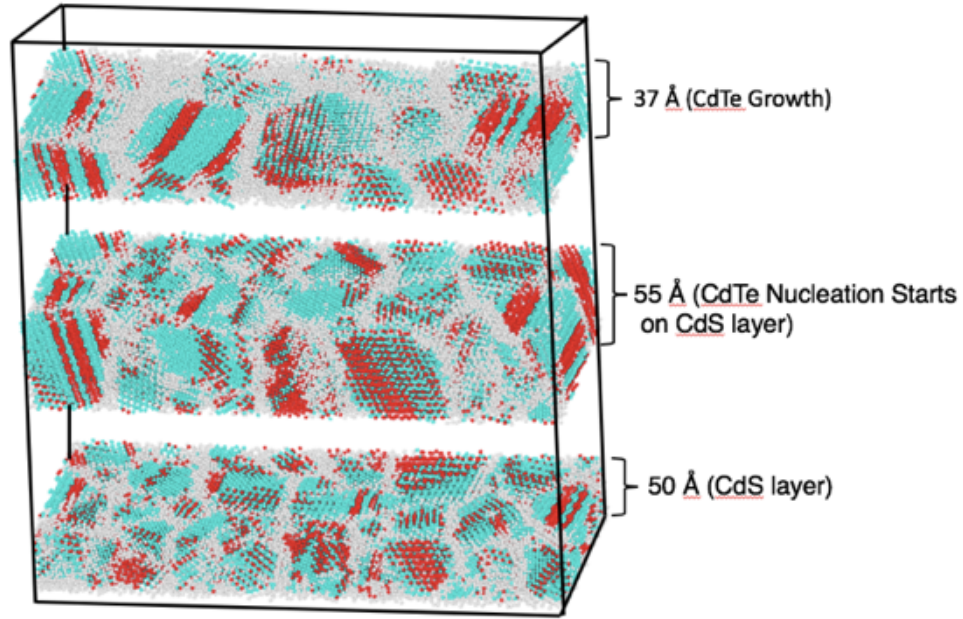 37 Å (CdTe Growth)
55 Å (CdTe Nucleation Starts
on CdS layer)
50 Å (CdS layer)